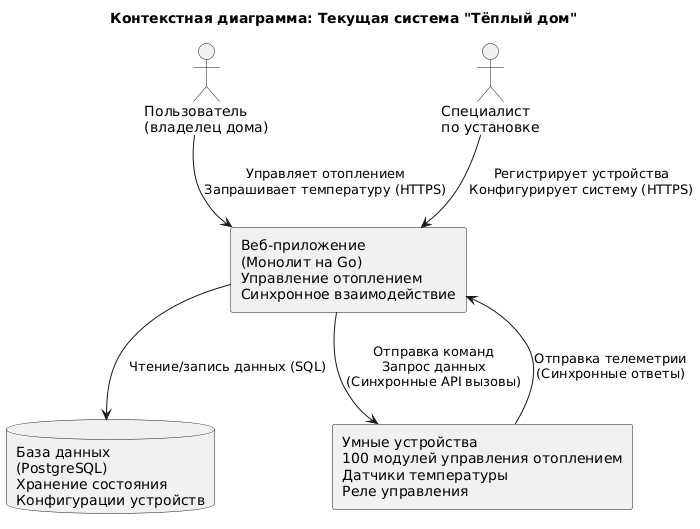 Контекстная диаграмма: Текущая система "Тёплый дом"
Пользователь
(владелец дома)
Специалист
по установке
Управляет отоплением
Запрашивает температуру (HTTPS)
Регистрирует устройства
Конфигурирует систему (HTTPS)
Веб-приложение
(Монолит на Go)
Управление отоплением
Синхронное взаимодействие
Чтение/запись данных (SQL)
Отправка команд
Запрос данных
(Синхронные API вызовы)
Отправка телеметрии
(Синхронные ответы)
База данных
(PostgreSQL)
Хранение состояния
Конфигурации устройств
Умные устройства
100 модулей управления отоплением
Датчики температуры
Реле управления